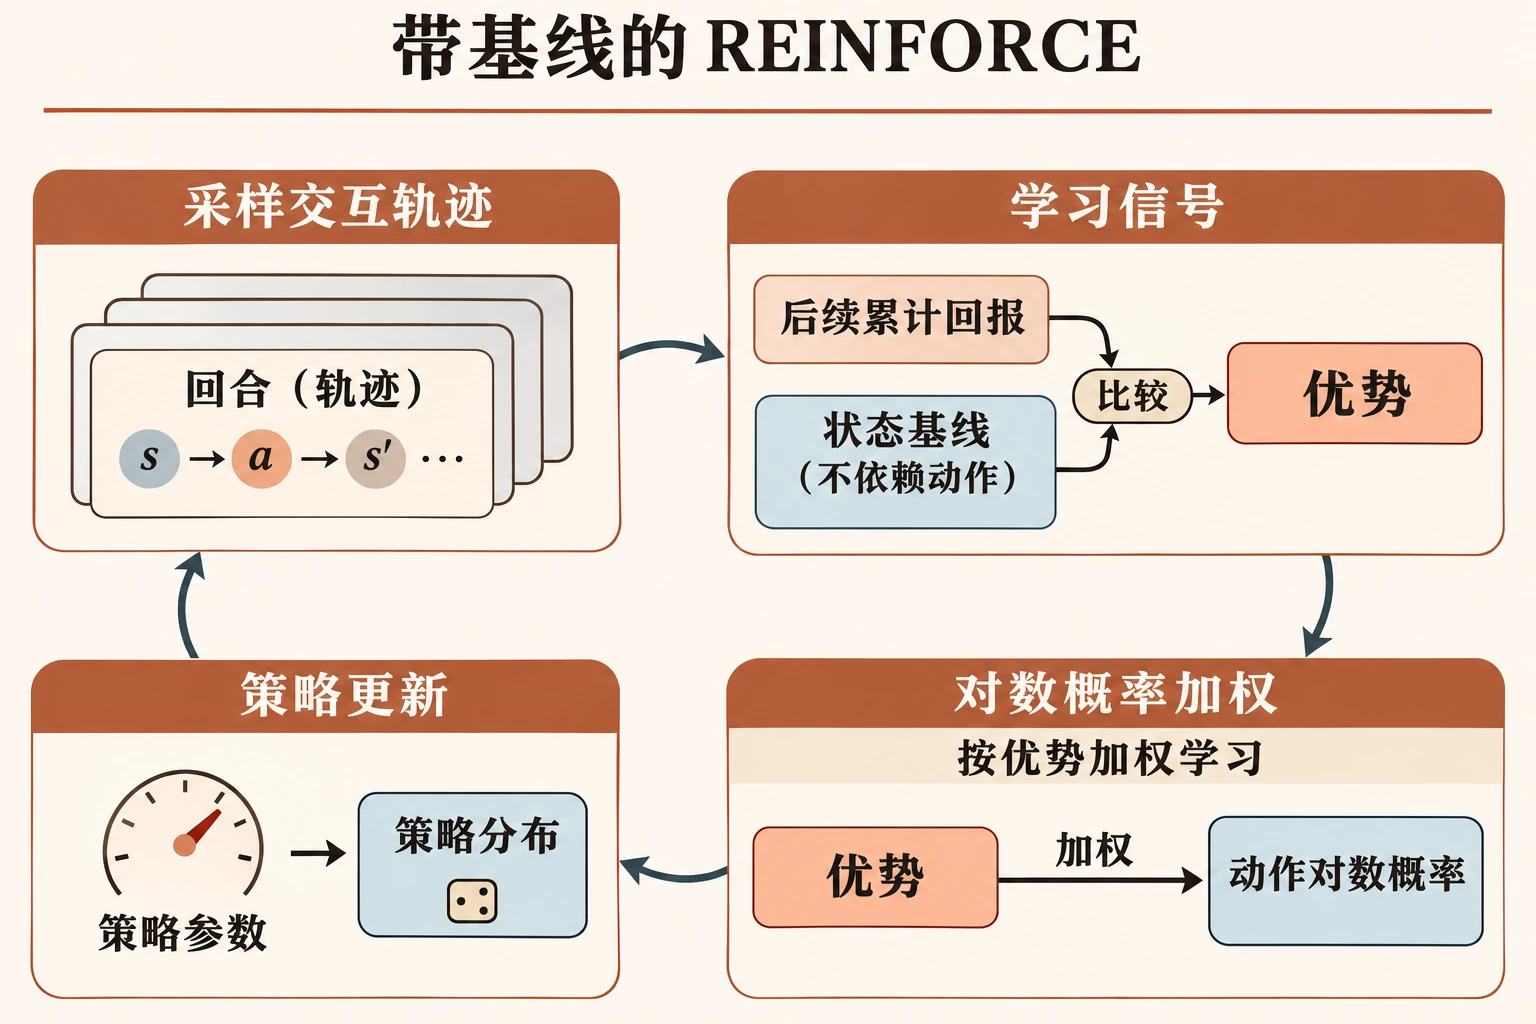 带基线的 REINFORCE
采样交互轨迹
回合（轨迹）
s → a → s′ ···
学习信号
后续累计回报
状态基线
（不依赖动作）
比较
优势
对数概率加权
按优势加权学习
优势
加权
动作对数概率
策略更新
策略参数
策略分布